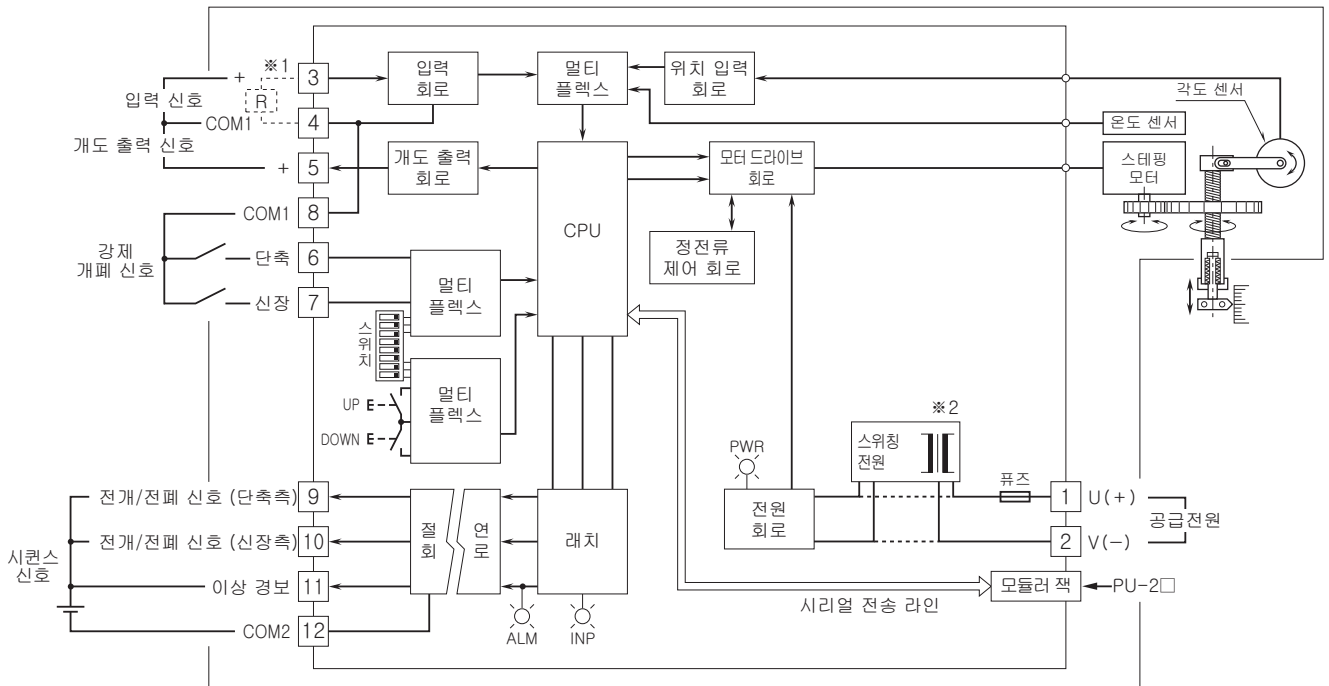 ※1
+
3
입력 신호
R
COM1
4
개도 출력 신호
+
5
COM1
8
강제
개폐 신호
단축
6
신장
7
입력
회로
멀티
플렉스
위치 입력
회로
각도 센서
온도 센서
개도 출력
회로
CPU
모터 드라이브
회로
스테핑
모터
정전류
제어 회로
멀티
플렉스
스
위
치
멀티
플렉스
UP
DOWN
※2
스위칭
전원
PWR
전원
회로
퓨즈
1
U(+)
공급전원
2
V(−)
시퀀스
신호
전개/전폐 신호 (단축측)
9
전개/전폐 신호 (신장측)
10
이상 경보
11
COM2
12
절
회
연
로
래치
ALM
INP
시리얼 전송 라인
모듈러 잭
PU-2□